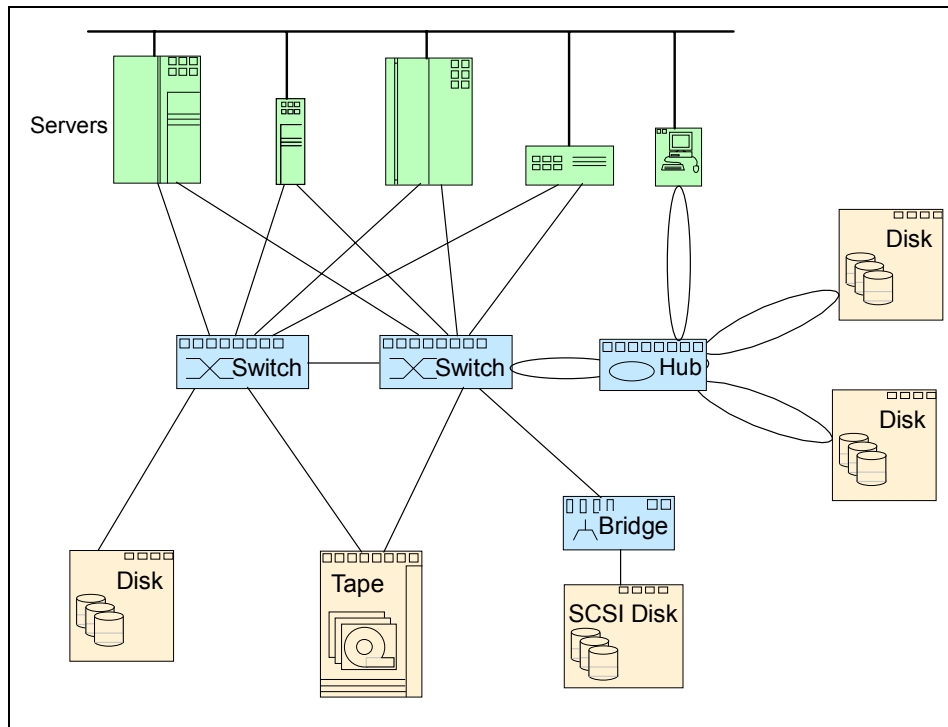 Servers
Disk
Switch
Switch
Hub
Disk
Bridge
Disk
Tape
SCSI Disk